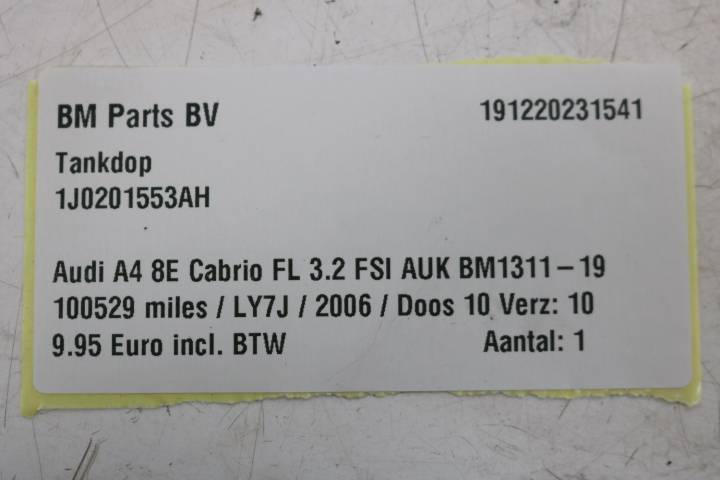 BM Parts BV 191220231541
Tankdop
1J0201553AH
Audi A4 8E Cabrio FL 3.2 FSI AUK BM1311-19
100529 miles / LY7J / 2006 / Doos 10 Verz: 10
9.95 Euro incl. BTW Aantal: 1